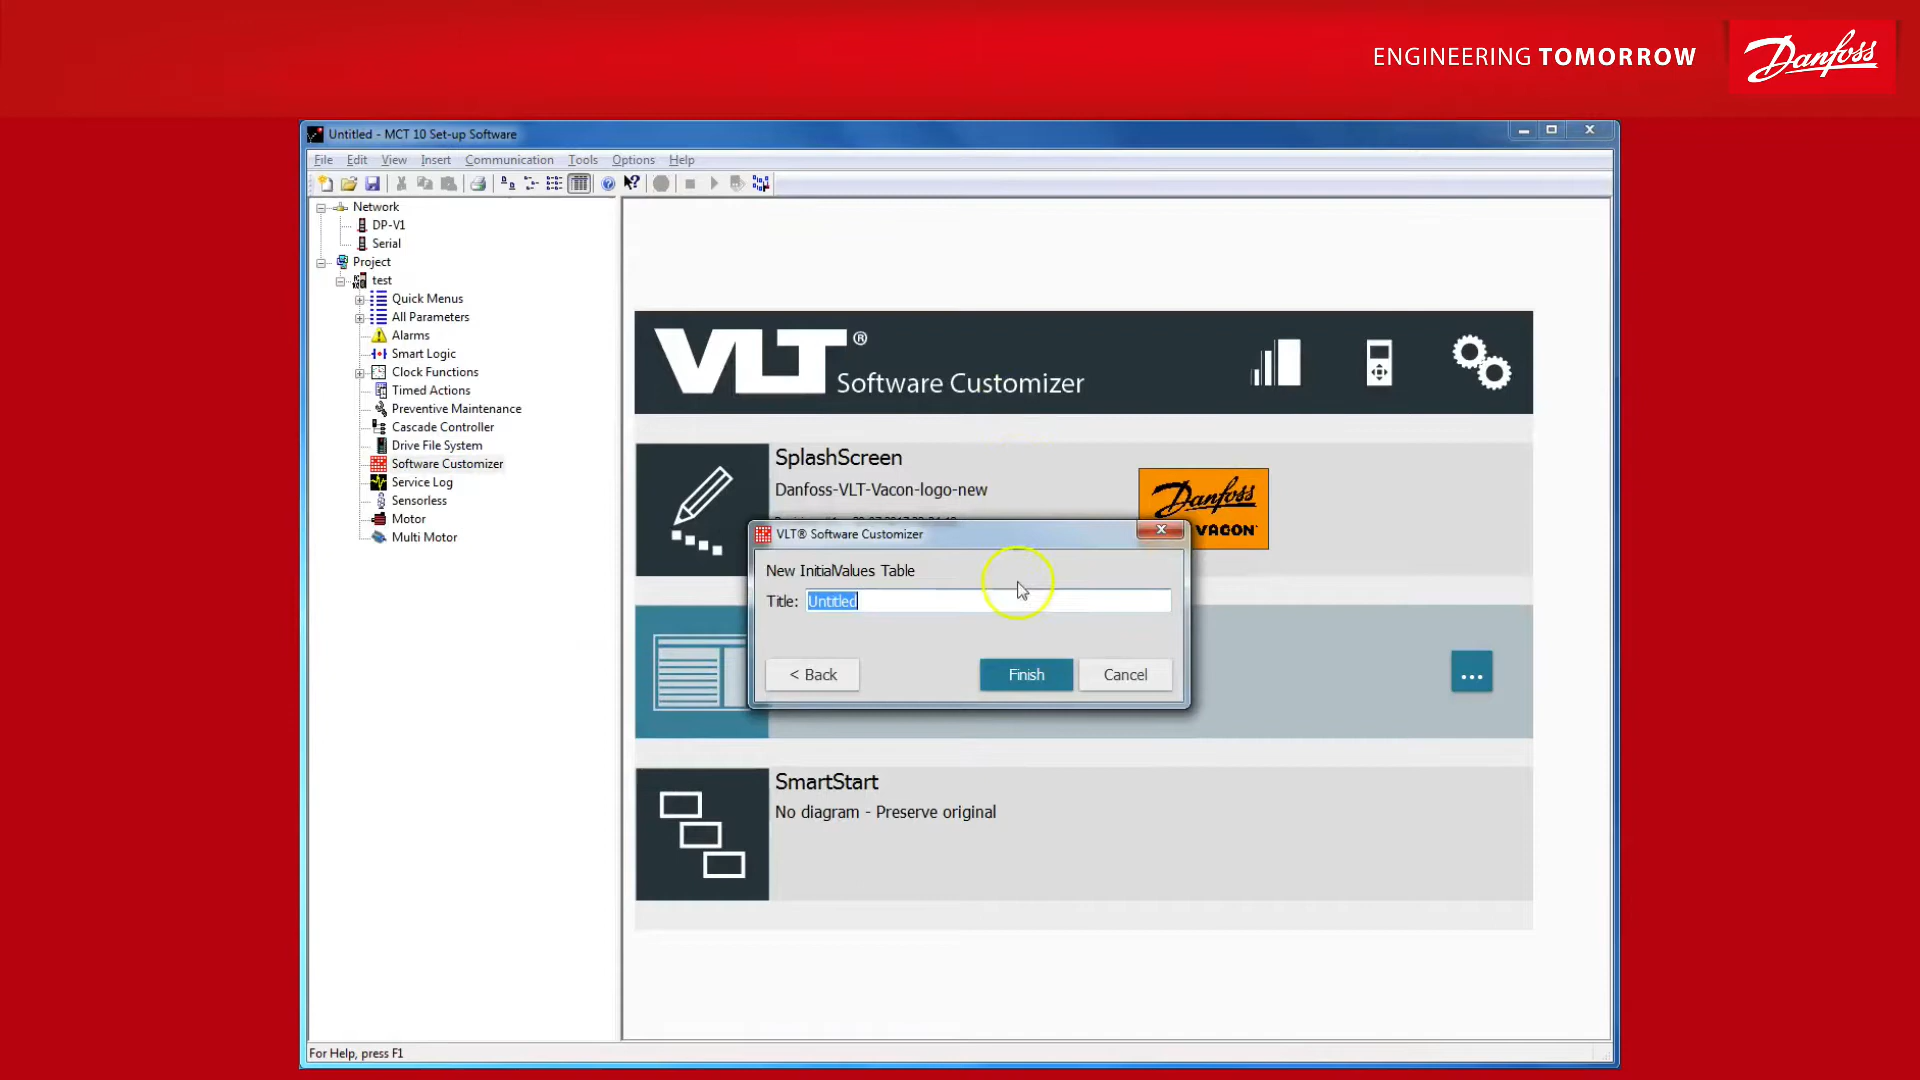 ENGINEERING TOMORROW
Danfoss
Untitled - MCT 10 Set-up Software
File Edit View Insert Communication Tools Options Help
Network
DP-V1
Serial
Project
test
Quick Menus
All Parameters
Alarms
Smart Logic
Clock Functions
Timed Actions
Preventive Maintenance
Cascade Controller
Drive File System
Software Customizer
Service Log
Sensorless
Motor
Multi Motor
VLT® Software Customizer
SplashScreen
Danfoss-VLT-Vacon-logo-new
Danfoss
VACON
VLT® Software Customizer
New InitialValues Table
Title: Untitled
< Back Finish Cancel
...
SmartStart
No diagram - Preserve original
For Help, press F1